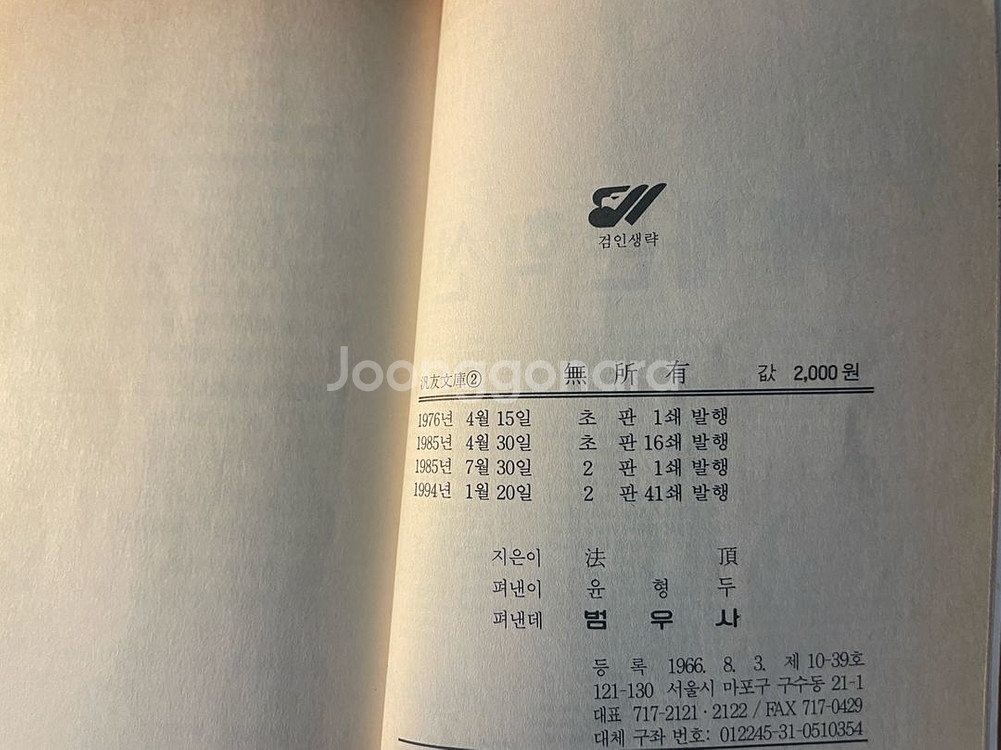 검인생략
Joonggonara
汎友文庫② 無所有 값 2,000원
1976년 4월 15일 초 판 1쇄 발행
1985년 4월 30일 초 판 16쇄 발행
1985년 7월 30일 2 판 1쇄 발행
1994년 1월 20일 2 판 41쇄 발행
지은이 法 頂
펴낸이 윤 형 두
펴낸데 범 우 사
등 록 1966. 8. 3. 제 10-39호
121-130 서울시 마포구 구수동 21-1
대표 717-2121·2122 / FAX 717-0429
대체 구좌 번호: 012245-31-0510354